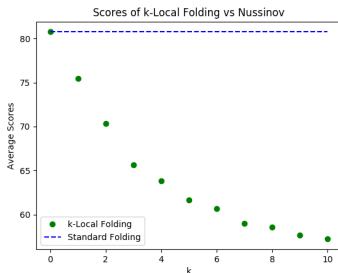 Scores of k-Local Folding vs Nussinov
Average Scores
80
75
70
65
60
k-Local Folding
Standard Folding
0 2 4 6 8 10
k